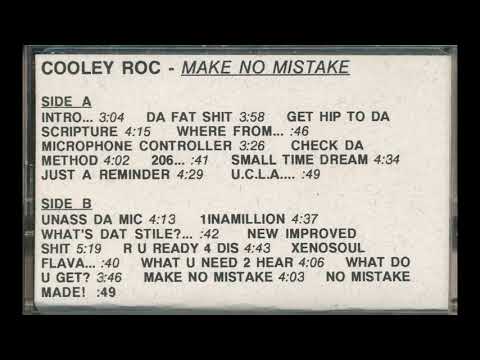 COOLEY ROC - MAKE NO MISTAKE
SIDE A
INTRO... 3:04 DA FAT SHIT 3:58 GET HIP TO DA
SCRIPTURE 4:15 WHERE FROM... :46
MICROPHONE CONTROLLER 3:26 CHECK DA
METHOD 4:02 206... :41 SMALL TIME DREAM 4:34
JUST A REMINDER 4:29 U.C.L.A.... :49
SIDE B
UNASS DA MIC 4:13 1INAMILLION 4:37
WHAT'S DAT STILE?... :42 NEW IMPROVED
SHIT 5:19 R U READY 4 DIS 4:43 XENOSOUL
FLAVA... :40 WHAT U NEED 2 HEAR 4:06 WHAT DO
U GET? 3:46 MAKE NO MISTAKE 4:03 NO MISTAKE
MADE! :49